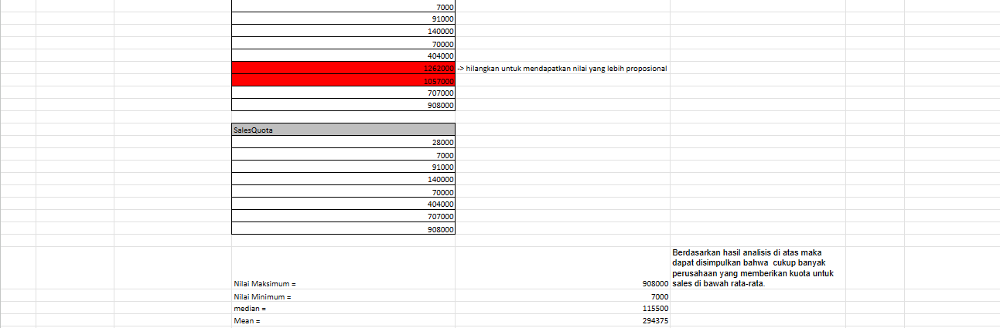 7000
91000
140000
70000
404000
1262000 -> hilangkan untuk mendapatkan nilai yang lebih proposional
1057000
707000
908000
SalesQuota
28000
7000
91000
140000
70000
404000
707000
908000
Berdasarkan hasil analisis di atas maka
dapat disimpulkan bahwa cukup banyak
perusahaan yang memberikan kuota untuk
sales di bawah rata-rata.
Nilai Maksimum = 908000
Nilai Minimum = 7000
median = 115500
Mean = 294375